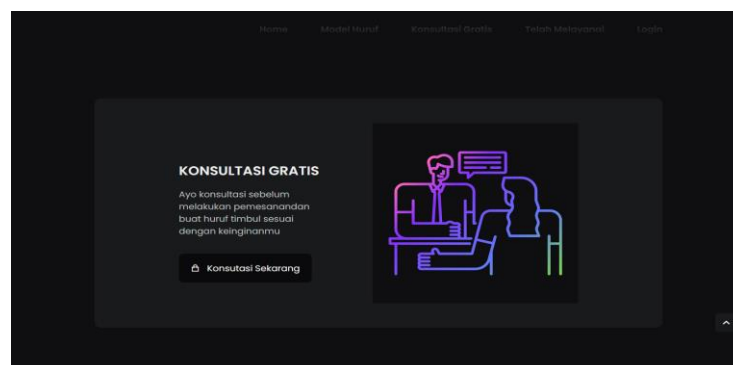 Home Model Huruf Konsultasi Gratis Telah Melayanai Login
KONSULTASI GRATIS
Ayo konsultasi sebelum
melakukan pemesanandan
buat huruf timbul sesuai
dengan keinginanmu
Konsutasi Sekarang